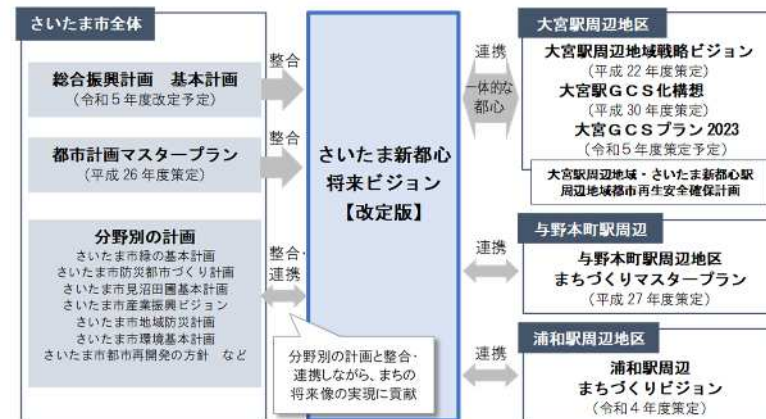 さいたま市全体
総合振興計画 基本計画
（令和5年度改定予定）
都市計画マスタープラン
（平成26年度策定）
分野別の計画
さいたま市緑の基本計画
さいたま市防災都市づくり計画
さいたま市見沼田圃基本計画
さいたま市産業振興ビジョン
さいたま市地域防災計画
さいたま市環境基本計画
さいたま市都市再開発の方針 など
整合
整合
整合・
連携
さいたま新都心
将来ビジョン
【改定版】
分野別の計画と整合・
連携しながら、まちの
将来像の実現に貢献
連携
一体的な
都心
連携
連携
大宮駅周辺地区
大宮駅周辺地域戦略ビジョン
（平成22年度策定）
大宮駅GCS化構想
（平成30年度策定）
大宮GCSプラン2023
（令和5年度策定予定）
大宮駅周辺地域・さいたま新都心駅
周辺地域都市再生安全確保計画
与野本町駅周辺
与野本町駅周辺地区
まちづくりマスタープラン
（平成27年度策定）
浦和駅周辺地区
浦和駅周辺
まちづくりビジョン
（令和4年度策定）